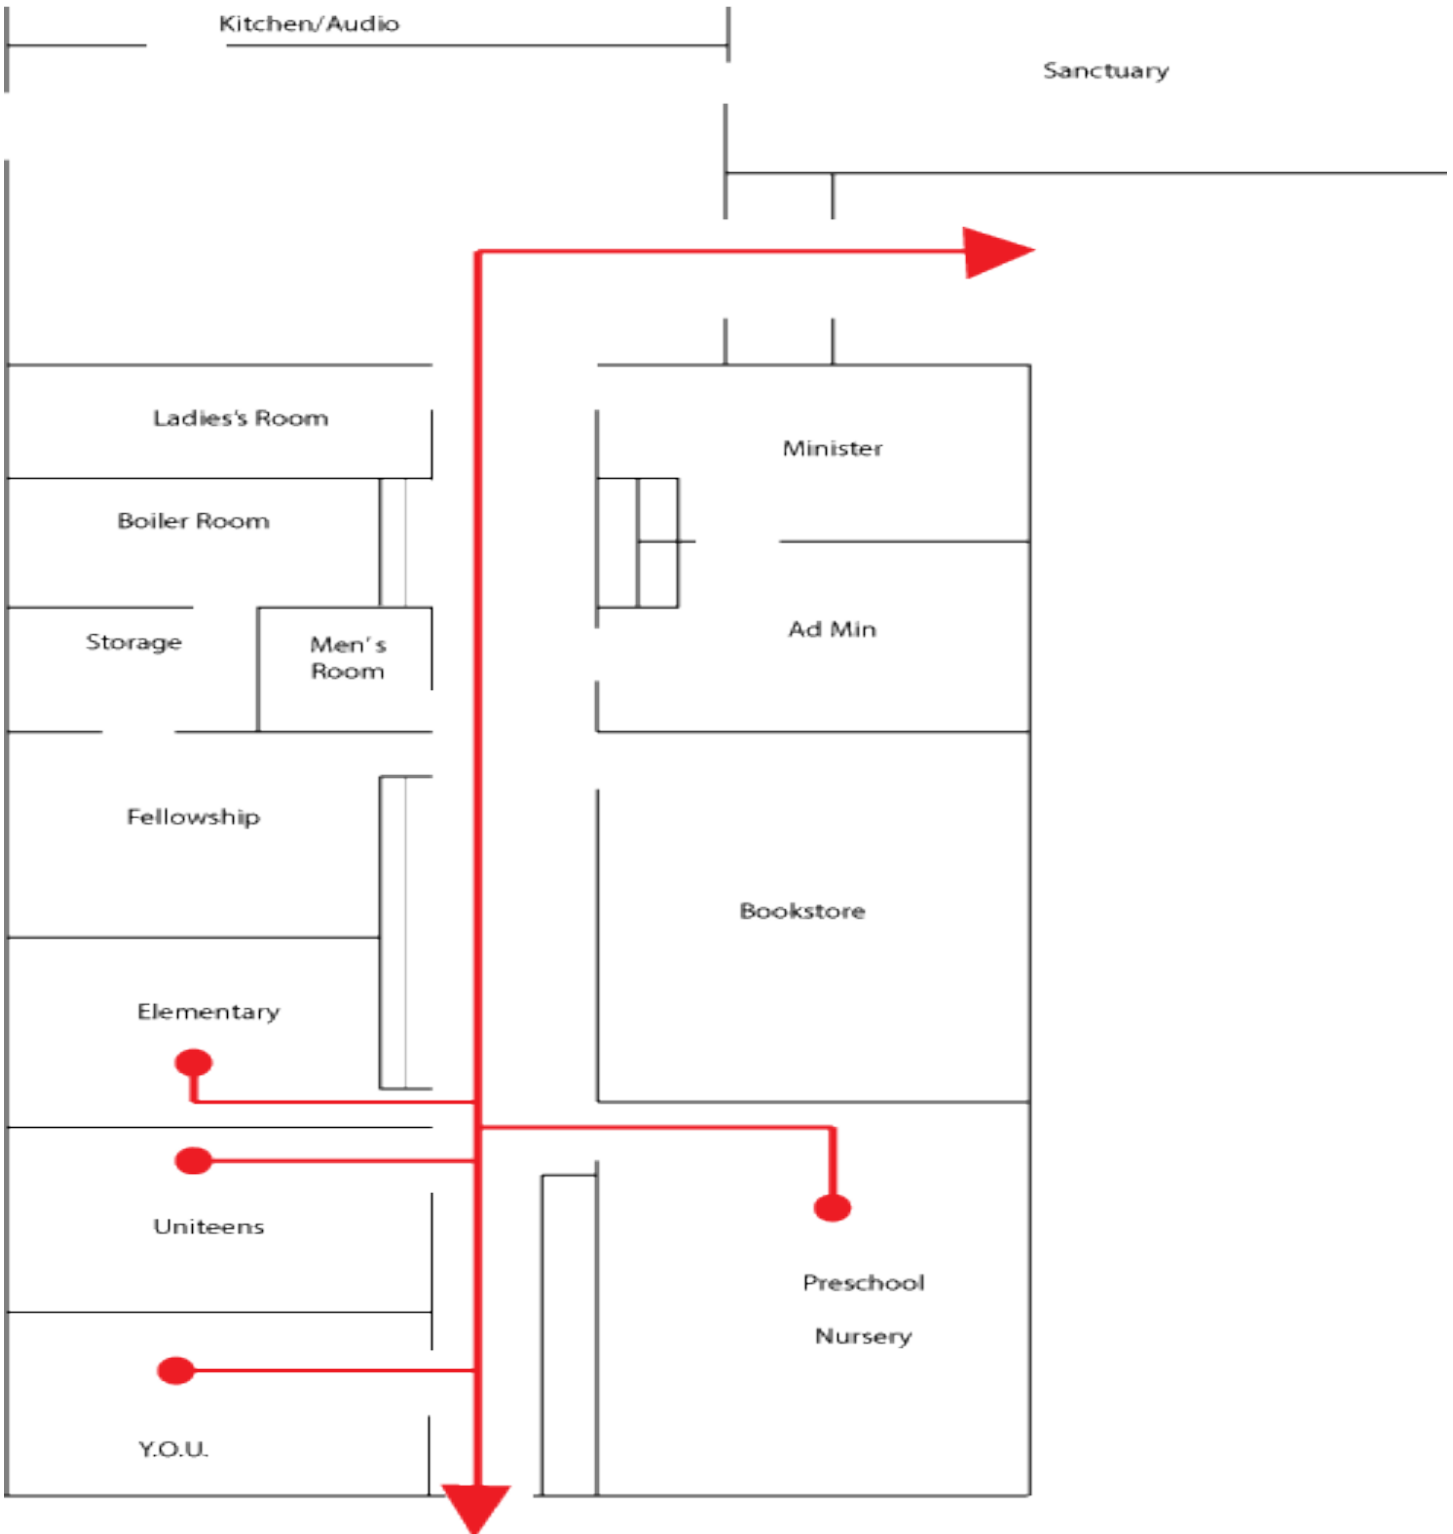 Kitchen/Audio
Sanctuary
Ladies's Room
Minister
Boiler Room
Ad Min
Storage
Men's
Room
Fellowship
Bookstore
Elementary
Uniteens
Preschool
Nursery
Y.O.U.